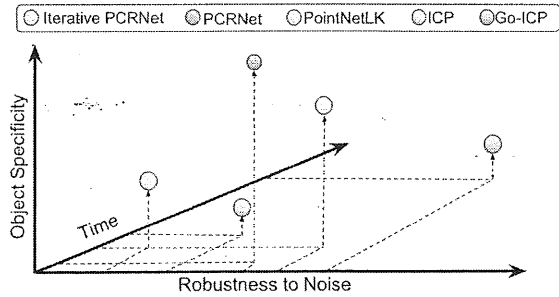 Iterative PCRNet PCRNet PointNetLK ICP Go-ICP
Object Specificity
Time
Robustness to Noise